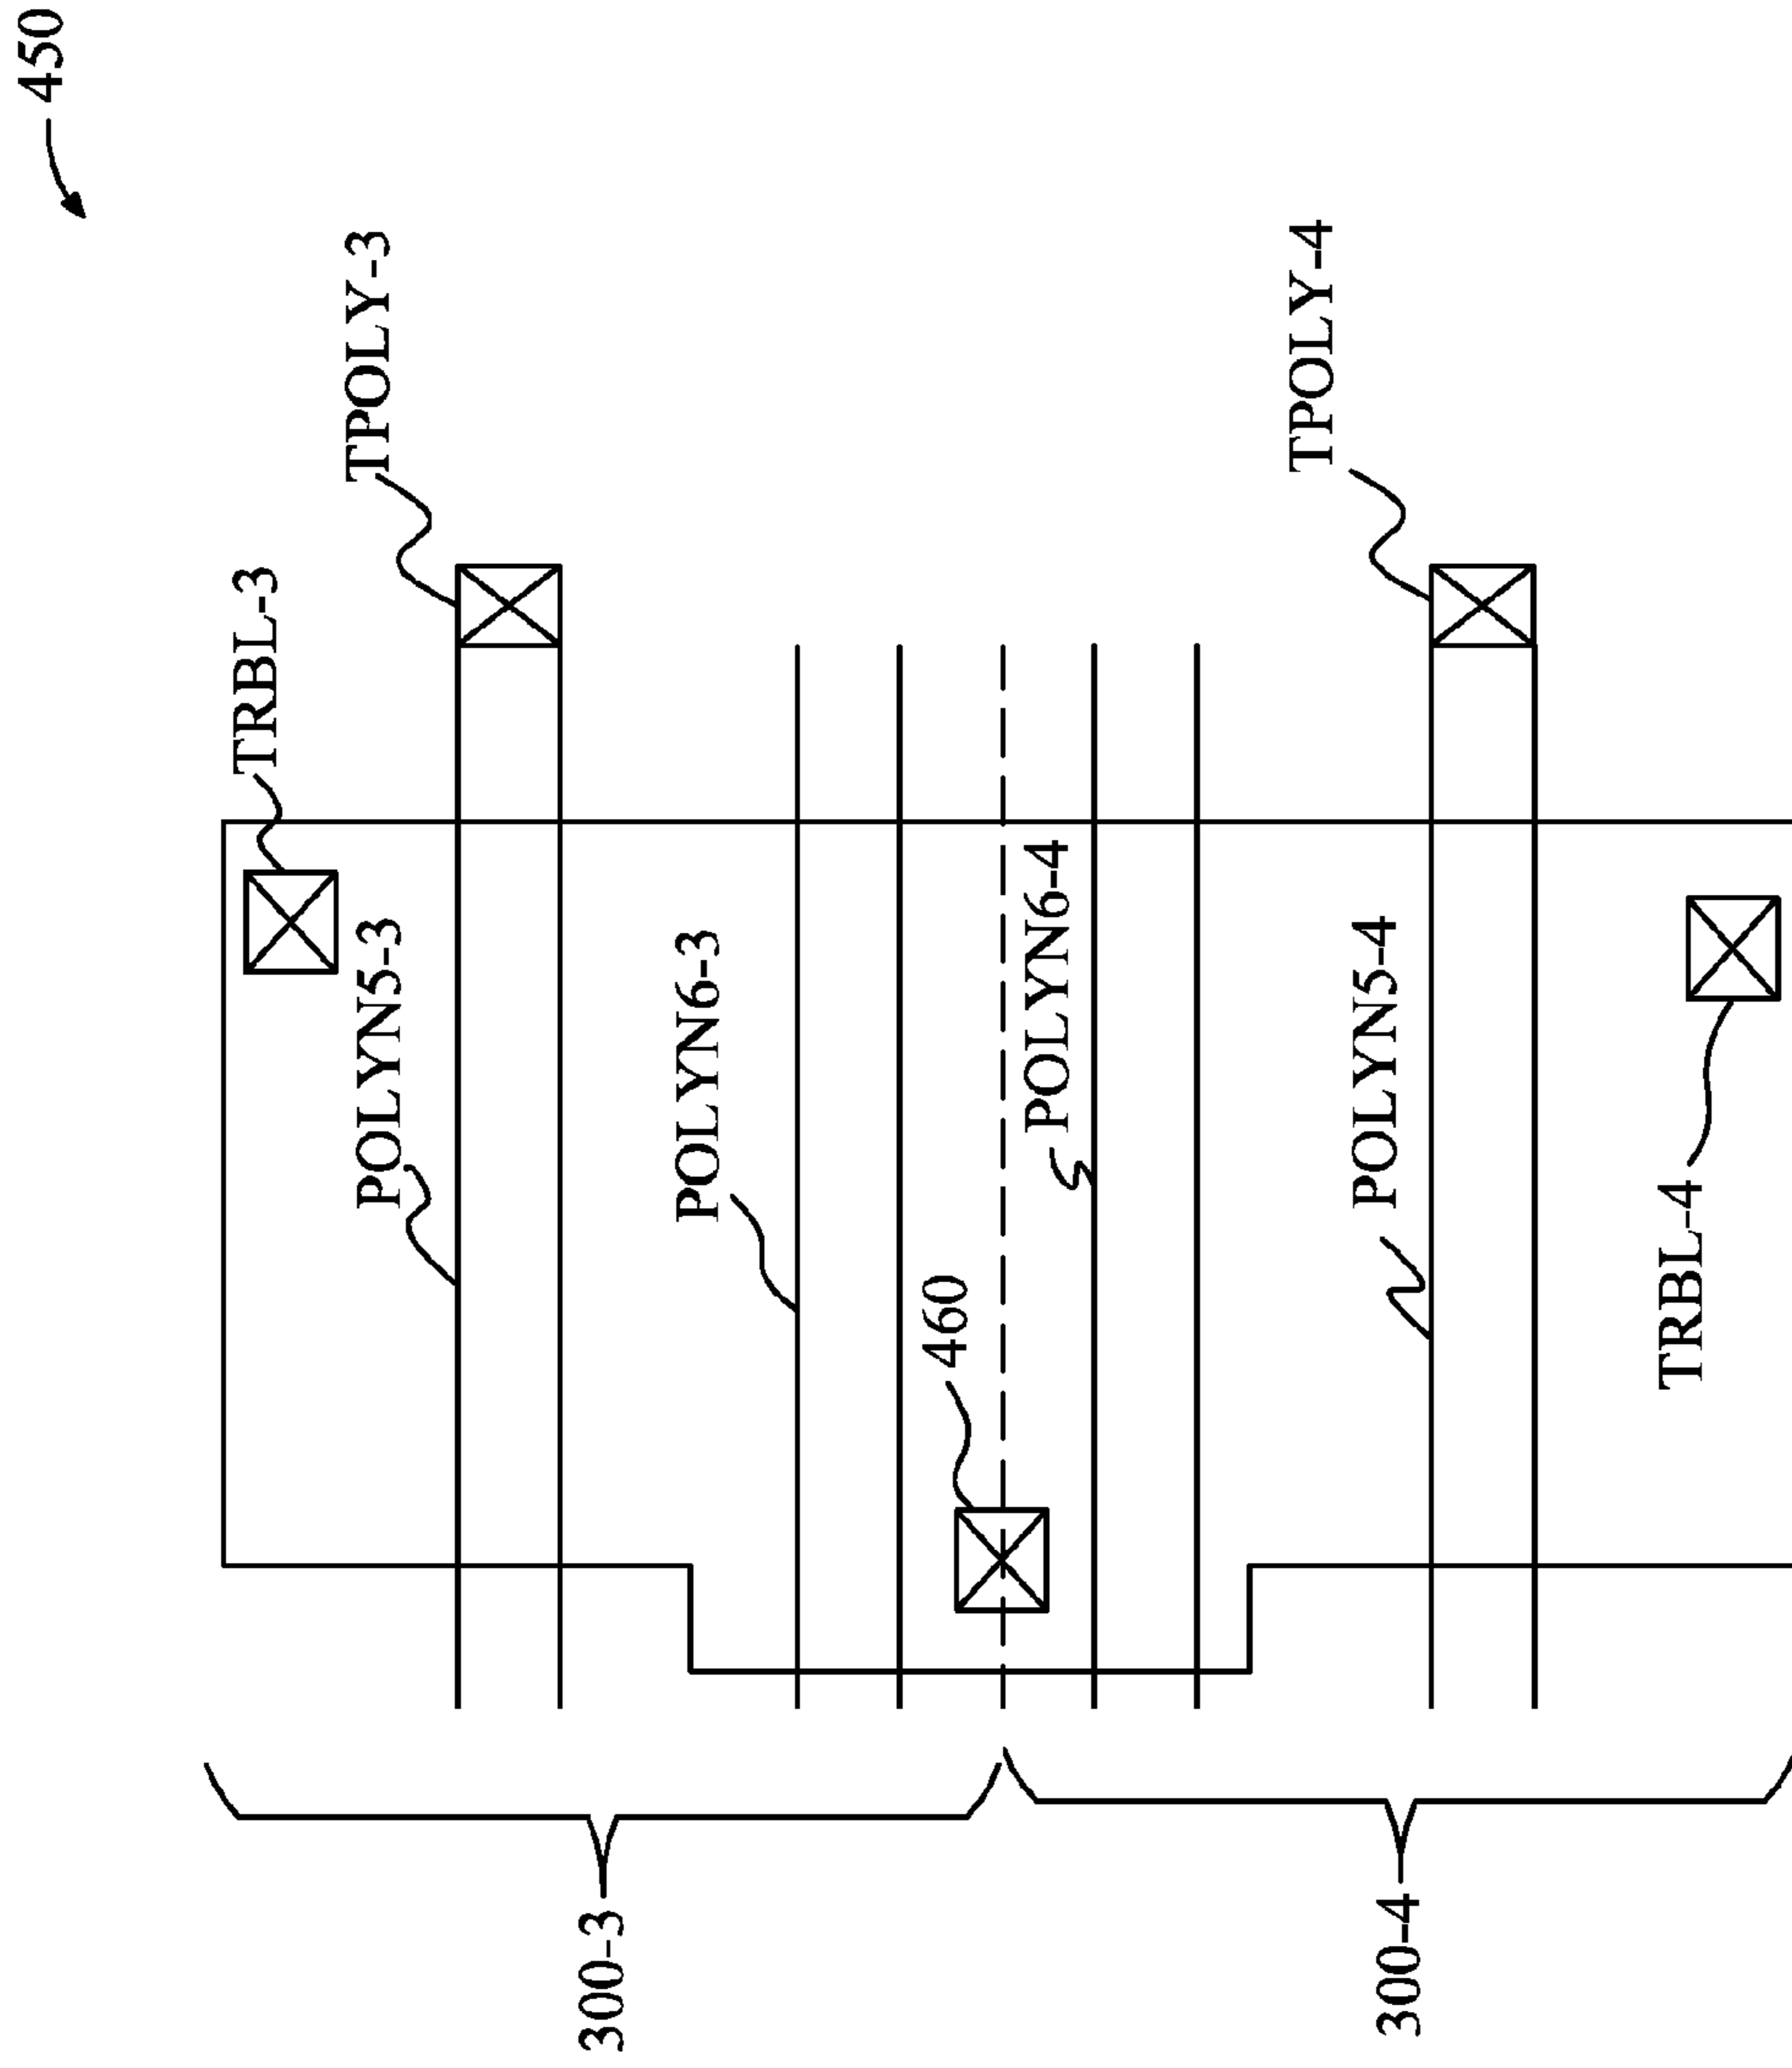 450
TPOLY-3
TPOLY-4
TRBL-3
POLYN5-3
POLYN6-3
POLYN6-4
POLYN5-4
460
TRBL-4
300-3
300-4